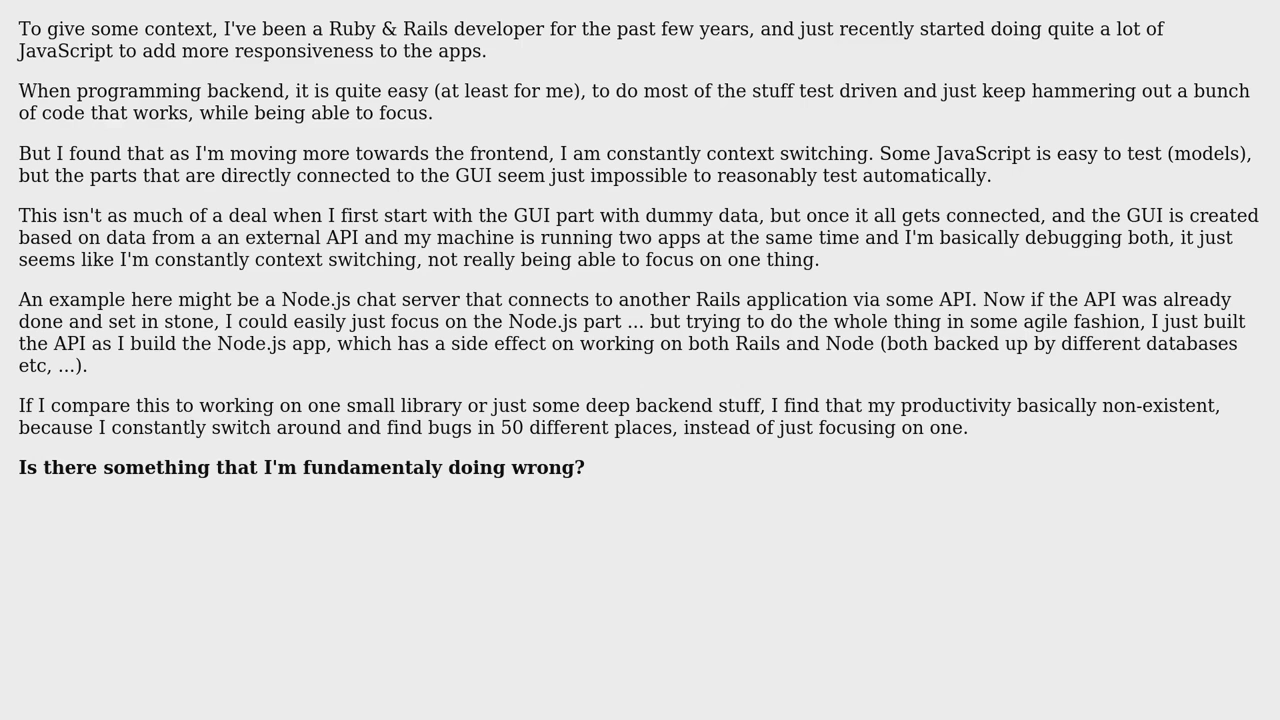 To give some context, I've been a Ruby & Rails developer for the past few years, and just recently started doing quite a lot of
JavaScript to add more responsiveness to the apps.
When programming backend, it is quite easy (at least for me), to do most of the stuff test driven and just keep hammering out a bunch
of code that works, while being able to focus.
But I found that as I'm moving more towards the frontend, I am constantly context switching. Some JavaScript is easy to test (models),
but the parts that are directly connected to the GUI seem just impossible to reasonably test automatically.
This isn't as much of a deal when I first start with the GUI part with dummy data, but once it all gets connected, and the GUI is created
based on data from a an external API and my machine is running two apps at the same time and I'm basically debugging both, it just
seems like I'm constantly context switching, not really being able to focus on one thing.
An example here might be a Node.js chat server that connects to another Rails application via some API. Now if the API was already
done and set in stone, I could easily just focus on the Node.js part ... but trying to do the whole thing in some agile fashion, I just built
the API as I build the Node.js app, which has a side effect on working on both Rails and Node (both backed up by different databases
etc, ...).
If I compare this to working on one small library or just some deep backend stuff, I find that my productivity basically non-existent,
because I constantly switch around and find bugs in 50 different places, instead of just focusing on one.
Is there something that I'm fundamentaly doing wrong?